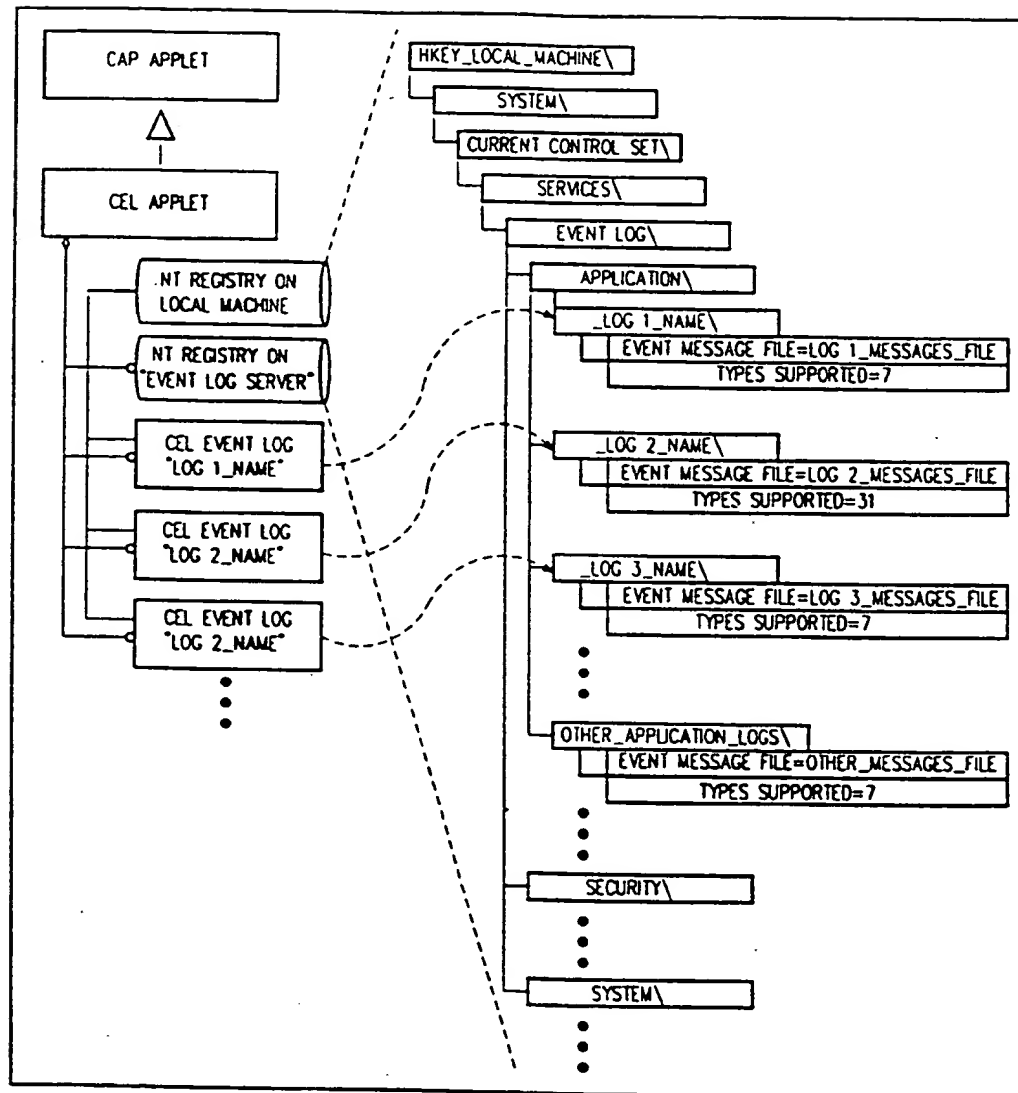 CAP APPLET
CEL APPLET
.NT REGISTRY ON
LOCAL MACHINE
NT REGISTRY ON
"EVENT LOG SERVER"
CEL EVENT LOG
"LOG 1_NAME"
CEL EVENT LOG
"LOG 2_NAME"
CEL EVENT LOG
"LOG 2_NAME"
HKEY_LOCAL_MACHINE\
SYSTEM\
CURRENT CONTROL SET\
SERVICES\
EVENT LOG\
APPLICATION\
_LOG 1_NAME\
EVENT MESSAGE FILE=LOG 1_MESSAGES_FILE
TYPES SUPPORTED=7
_LOG 2_NAME\
EVENT MESSAGE FILE=LOG 2_MESSAGES_FILE
TYPES SUPPORTED=31
_LOG 3_NAME\
EVENT MESSAGE FILE=LOG 3_MESSAGES_FILE
TYPES SUPPORTED=7
OTHER_APPLICATION_LOGS\
EVENT MESSAGE FILE=OTHER_MESSAGES_FILE
TYPES SUPPORTED=7
SECURITY\
SYSTEM\